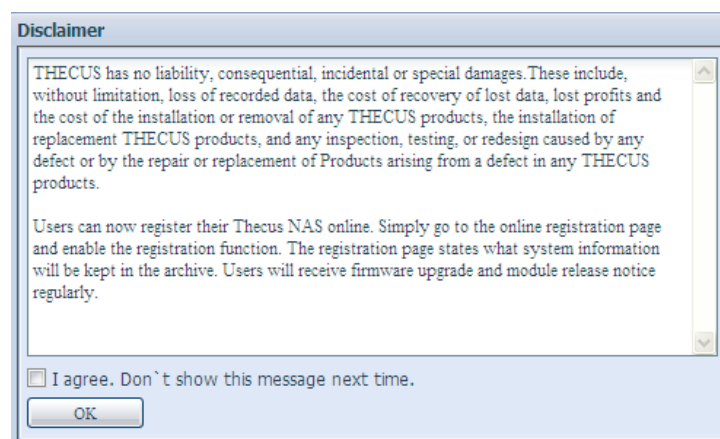 Disclaimer
THECUS has no liability, consequential, incidental or special damages.These include,
without limitation, loss of recorded data, the cost of recovery of lost data, lost profits and
the cost of the installation or removal of any THECUS products, the installation of
replacement THECUS products, and any inspection, testing, or redesign caused by any
defect or by the repair or replacement of Products arising from a defect in any THECUS
products.
Users can now register their Thecus NAS online. Simply go to the online registration page
and enable the registration function. The registration page states what system information
will be kept in the archive. Users will receive firmware upgrade and module release notice
regularly.
I agree. Don`t show this message next time.
OK